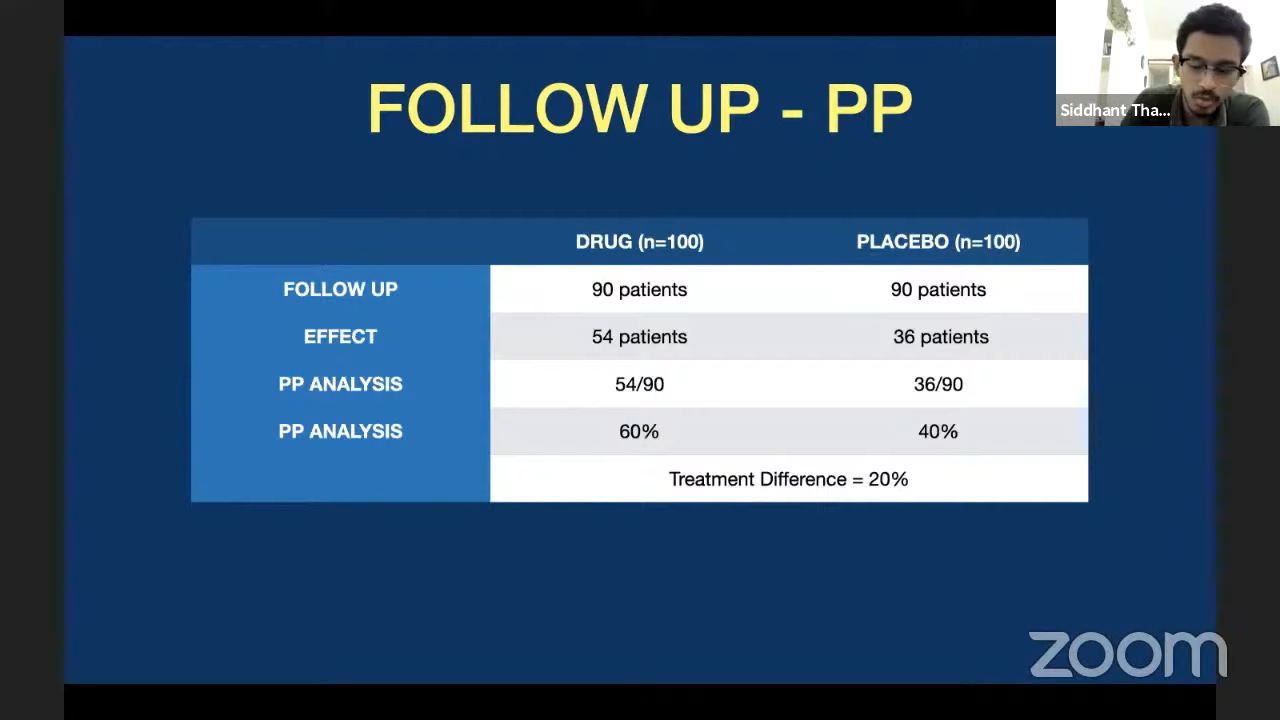 FOLLOW UP - PP
Siddhant Tha...
DRUG (n=100) PLACEBO (n=100)
FOLLOW UP 90 patients 90 patients
EFFECT 54 patients 36 patients
PP ANALYSIS 54/90 36/90
PP ANALYSIS 60% 40%
Treatment Difference = 20%
zoom